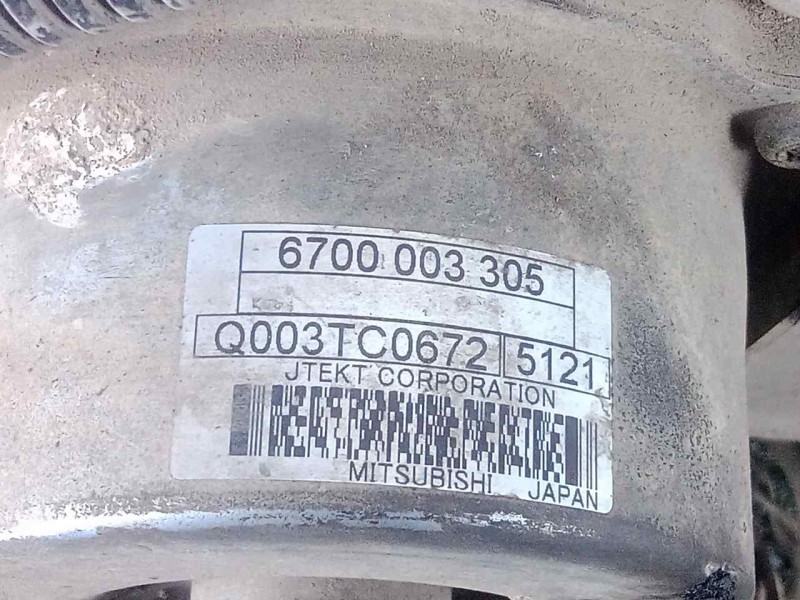 6700 003 305
Q003TC0672 5121
JTEKT CORPORATION
MITSUBISHI JAPAN